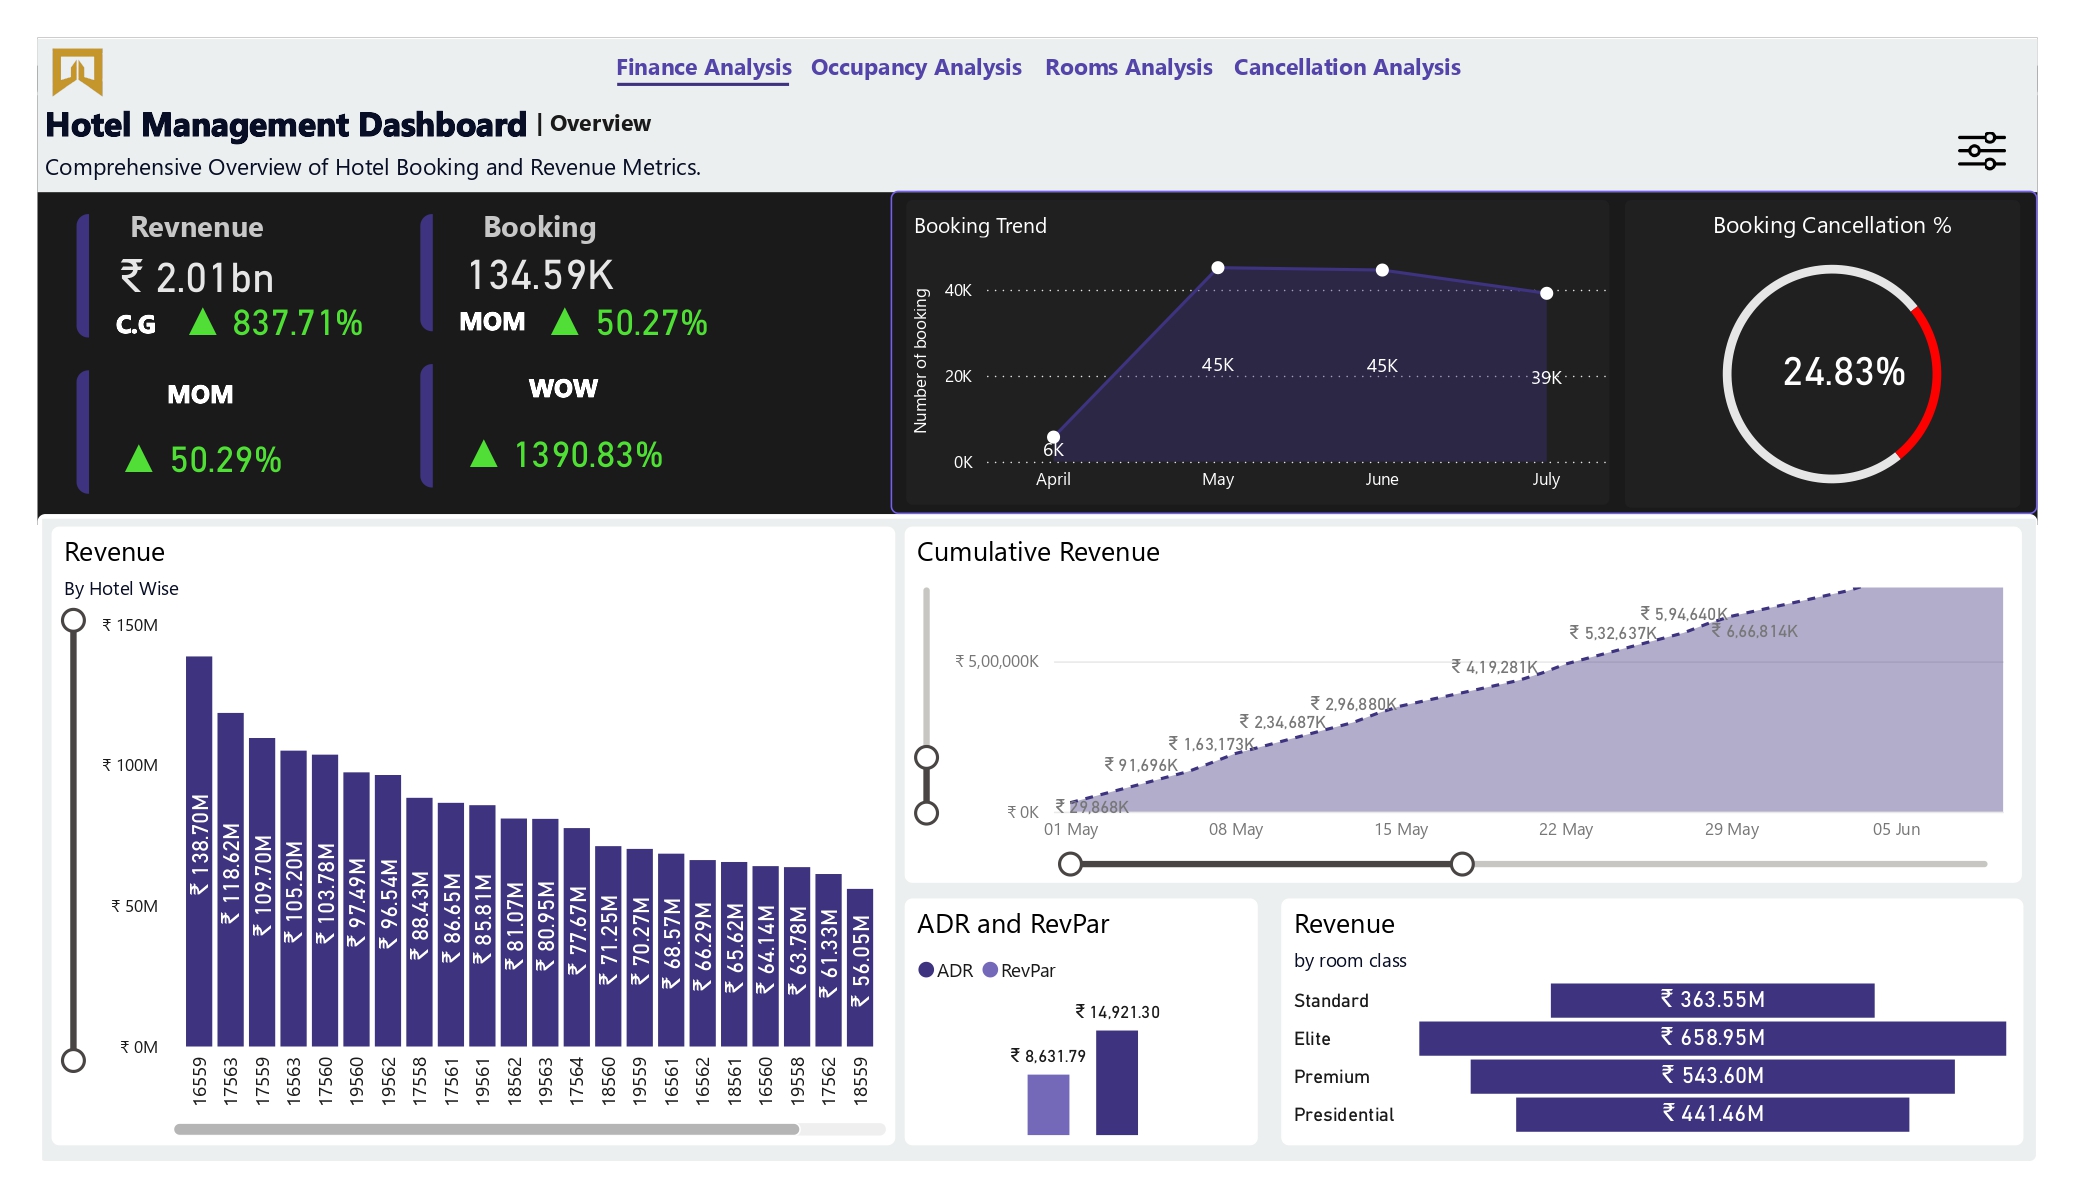 Finance Analysis Occupancy Analysis Rooms Analysis Cancellation Analysis
Hotel Management Dashboard | Overview
Comprehensive Overview of Hotel Booking and Revenue Metrics.
Revnenue
₹ 2.01bn
C.G ▲ 837.71%
Booking
134.59K
MOM ▲ 50.27%
MOM
▲ 50.29%
WOW
▲ 1390.83%
Booking Trend
Number of booking
40K
20K
0K
6K
45K
45K
39K
April May June July
Booking Cancellation %
24.83%
Revenue
By Hotel Wise
₹ 150M
₹ 100M
₹ 50M
₹ 0M
₹ 138.70M
₹ 118.62M
₹ 109.70M
₹ 105.20M
₹ 103.78M
₹ 97.49M
₹ 96.54M
₹ 88.43M
₹ 86.65M
₹ 85.81M
₹ 81.07M
₹ 80.95M
₹ 77.67M
₹ 71.25M
₹ 70.27M
₹ 68.57M
₹ 66.29M
₹ 65.62M
₹ 64.14M
₹ 63.78M
₹ 61.33M
₹ 56.05M
16559
17563
17559
16563
17560
19560
19562
17558
17561
19561
18562
19563
17564
18560
19559
16561
16562
18561
16560
19558
17562
18559
Cumulative Revenue
₹ 5,00,000K
₹ 0K
₹ 29,868K
₹ 91,696K
₹ 1,63,173K
₹ 2,34,687K
₹ 2,96,880K
₹ 4,19,281K
₹ 5,32,637K
₹ 5,94,640K
₹ 6,66,814K
01 May 08 May 15 May 22 May 29 May 05 Jun
ADR and RevPar
ADR RevPar
₹ 8,631.79
₹ 14,921.30
Revenue
by room class
Standard ₹ 363.55M
Elite ₹ 658.95M
Premium ₹ 543.60M
Presidential ₹ 441.46M